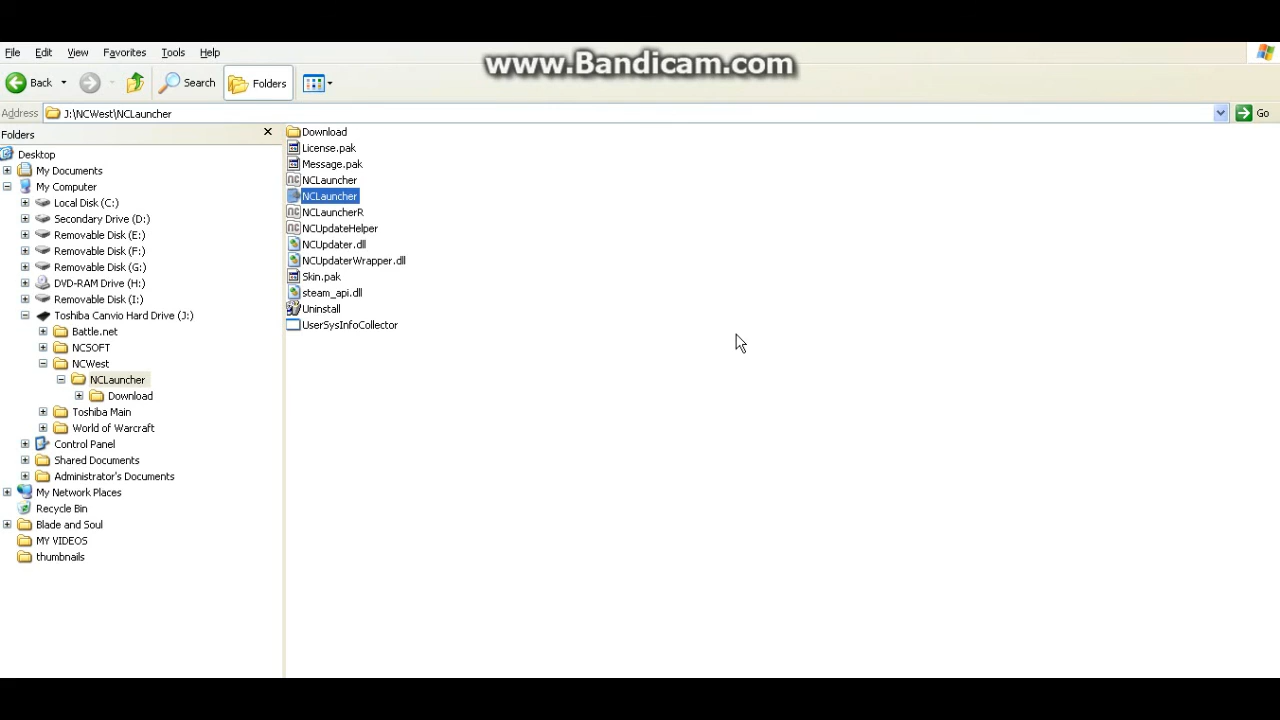 www.Bandicam.com
File Edit View Favorites Tools Help
Back Search Folders
Address J:\NCWest\NCLauncher Go
Folders
Desktop
My Documents
My Computer
Local Disk (C:)
Secondary Drive (D:)
Removable Disk (E:)
Removable Disk (F:)
Removable Disk (G:)
DVD-RAM Drive (H:)
Removable Disk (I:)
Toshiba Canvio Hard Drive (J:)
Battle.net
NCSOFT
NCWest
NCLauncher
Download
Toshiba Main
World of Warcraft
Control Panel
Shared Documents
Administrator's Documents
My Network Places
Recycle Bin
Blade and Soul
MY VIDEOS
thumbnails
Download
License.pak
Message.pak
NCLauncher
NCLauncher
NCLauncherR
NCUpdateHelper
NCUpdater.dll
NCUpdaterWrapper.dll
Skin.pak
steam_api.dll
Uninstall
UserSysInfoCollector